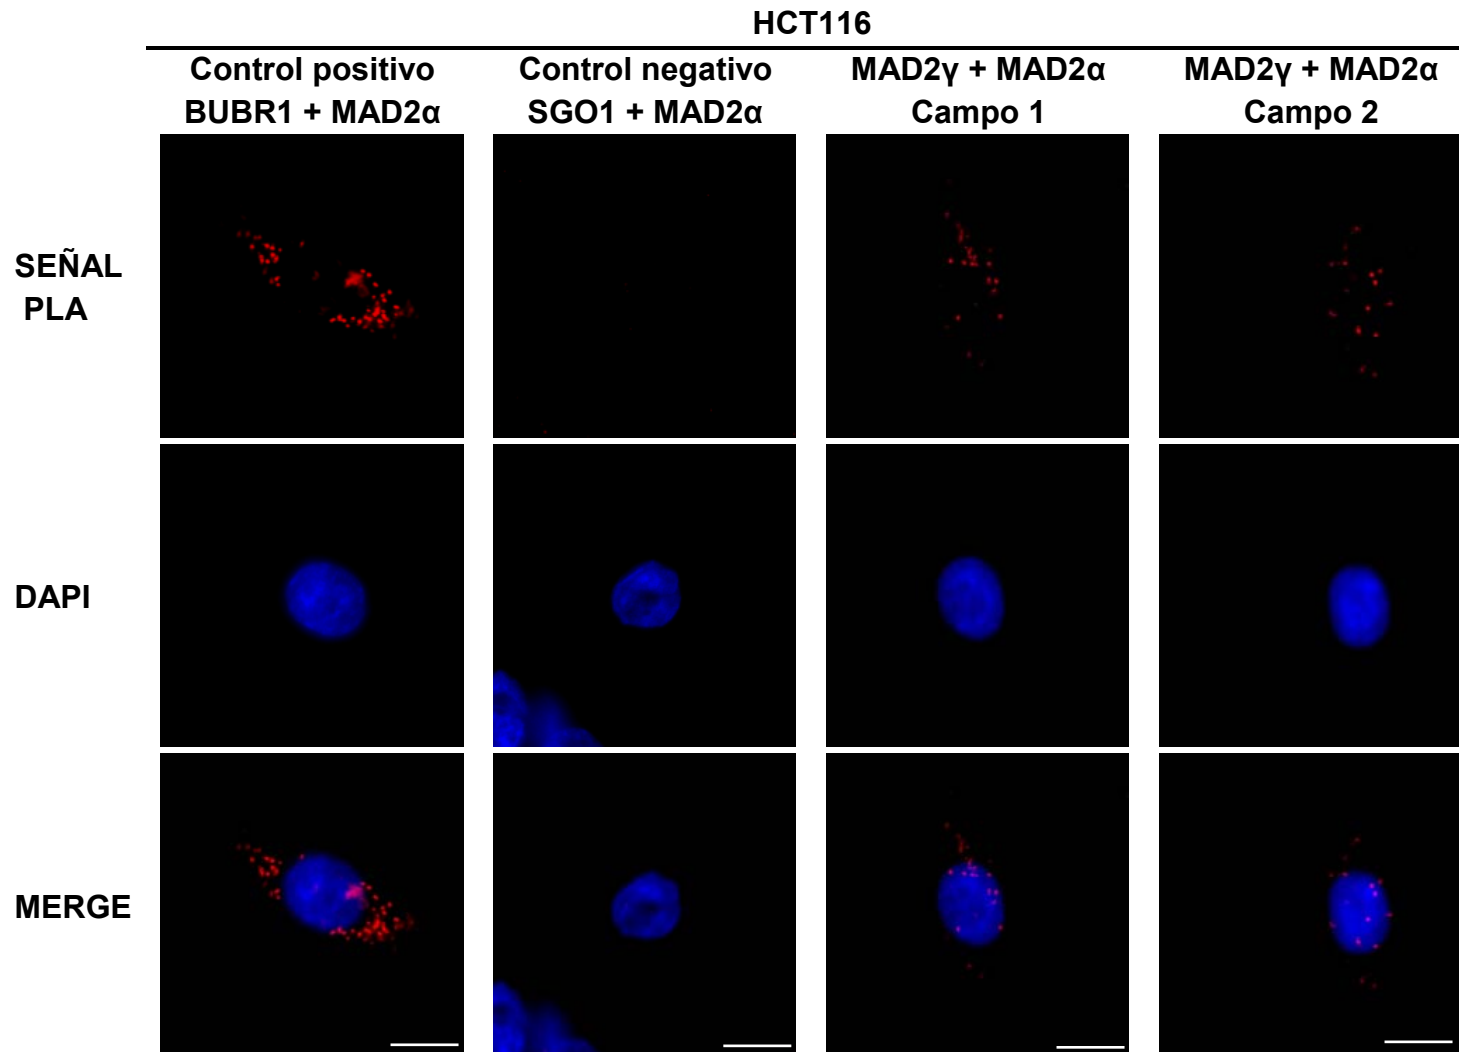 HCT116
Control positivo
BUBR1 + MAD2α
Control negativo
SGO1 + MAD2α
MAD2γ + MAD2α
Campo 1
MAD2γ + MAD2α
Campo 2
SEÑAL
PLA
DAPI
MERGE